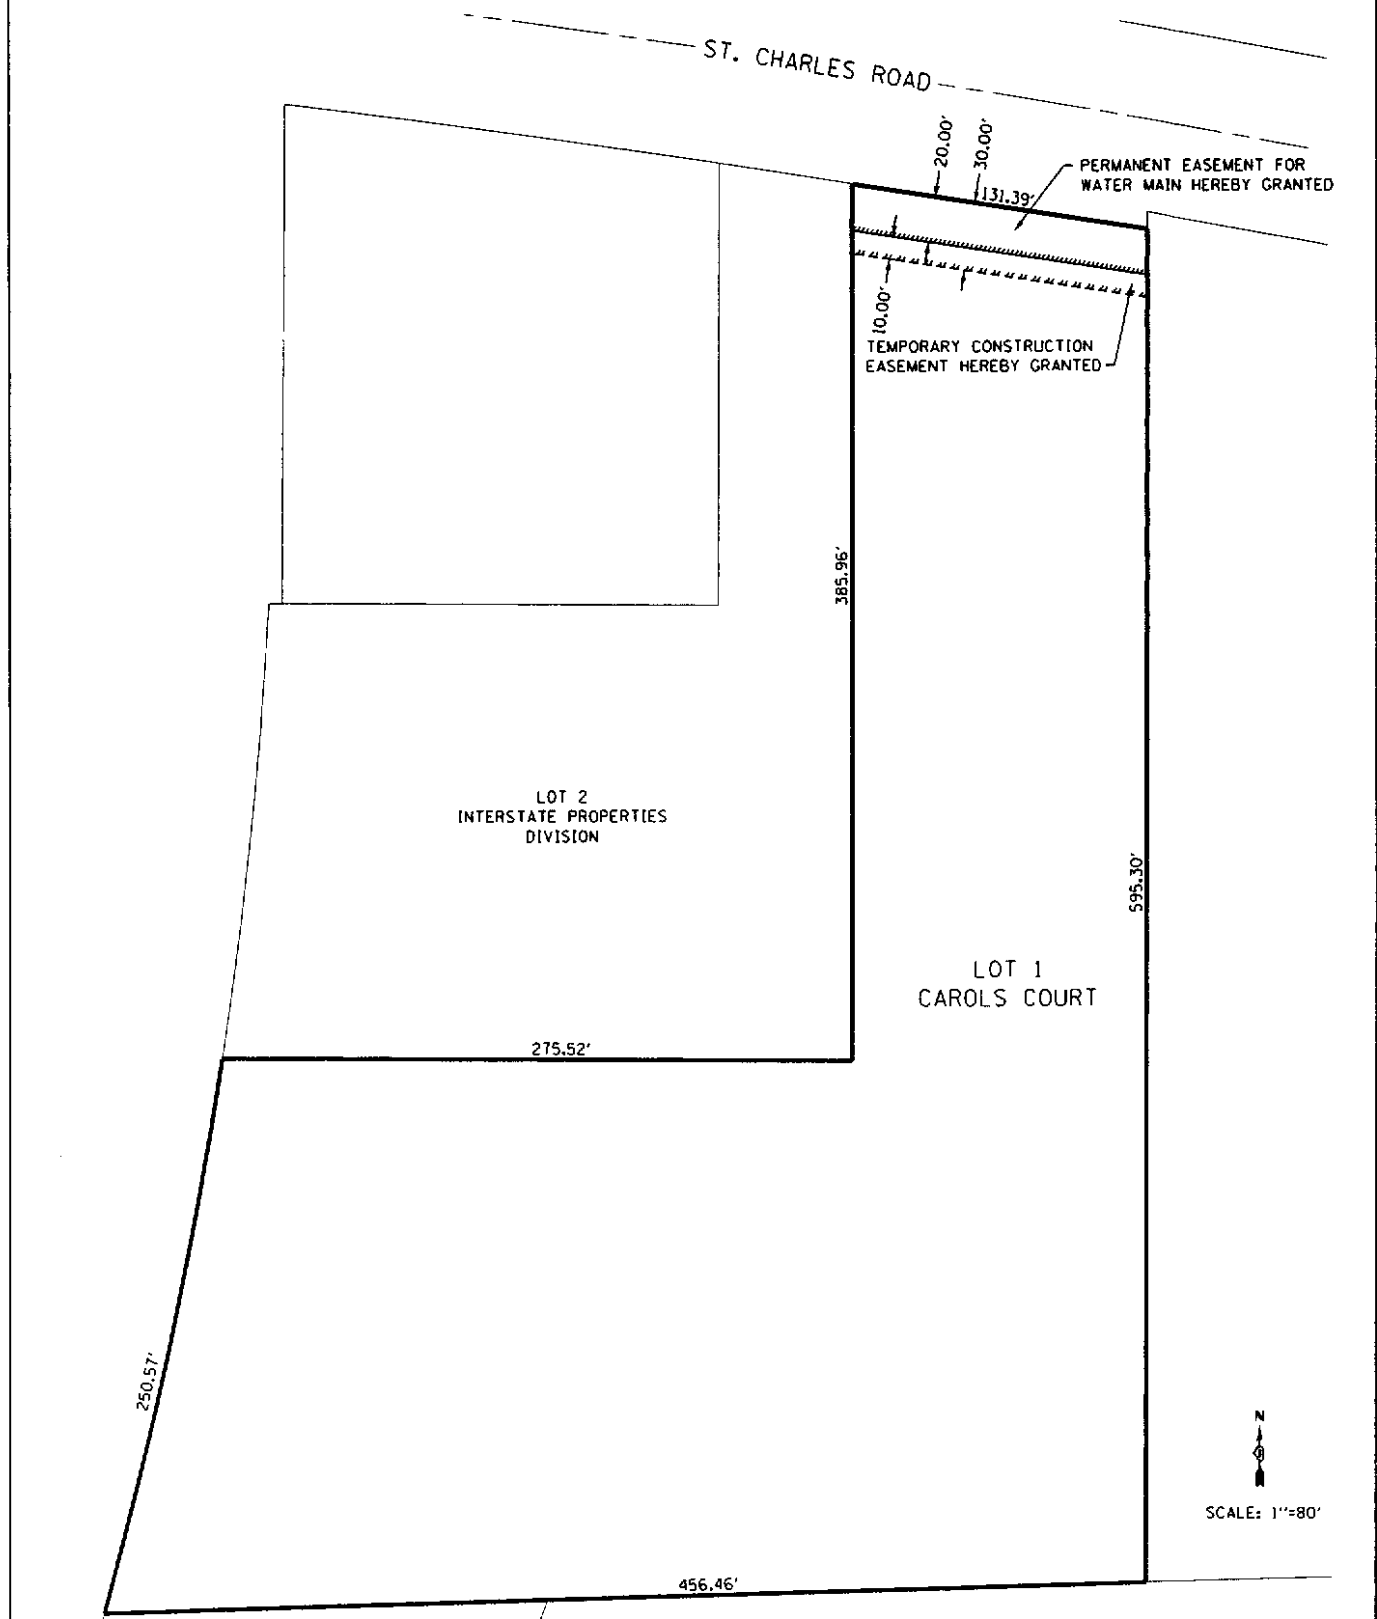 ST. CHARLES ROAD
20.00'
30.00'
131.39'
PERMANENT EASEMENT FOR
WATER MAIN HEREBY GRANTED
10.00'
TEMPORARY CONSTRUCTION
EASEMENT HEREBY GRANTED
385.96'
LOT 2
INTERSTATE PROPERTIES
DIVISION
595.30'
LOT 1
CAROLS COURT
275.52'
250.57'
N
SCALE: 1"=80'
456.46'